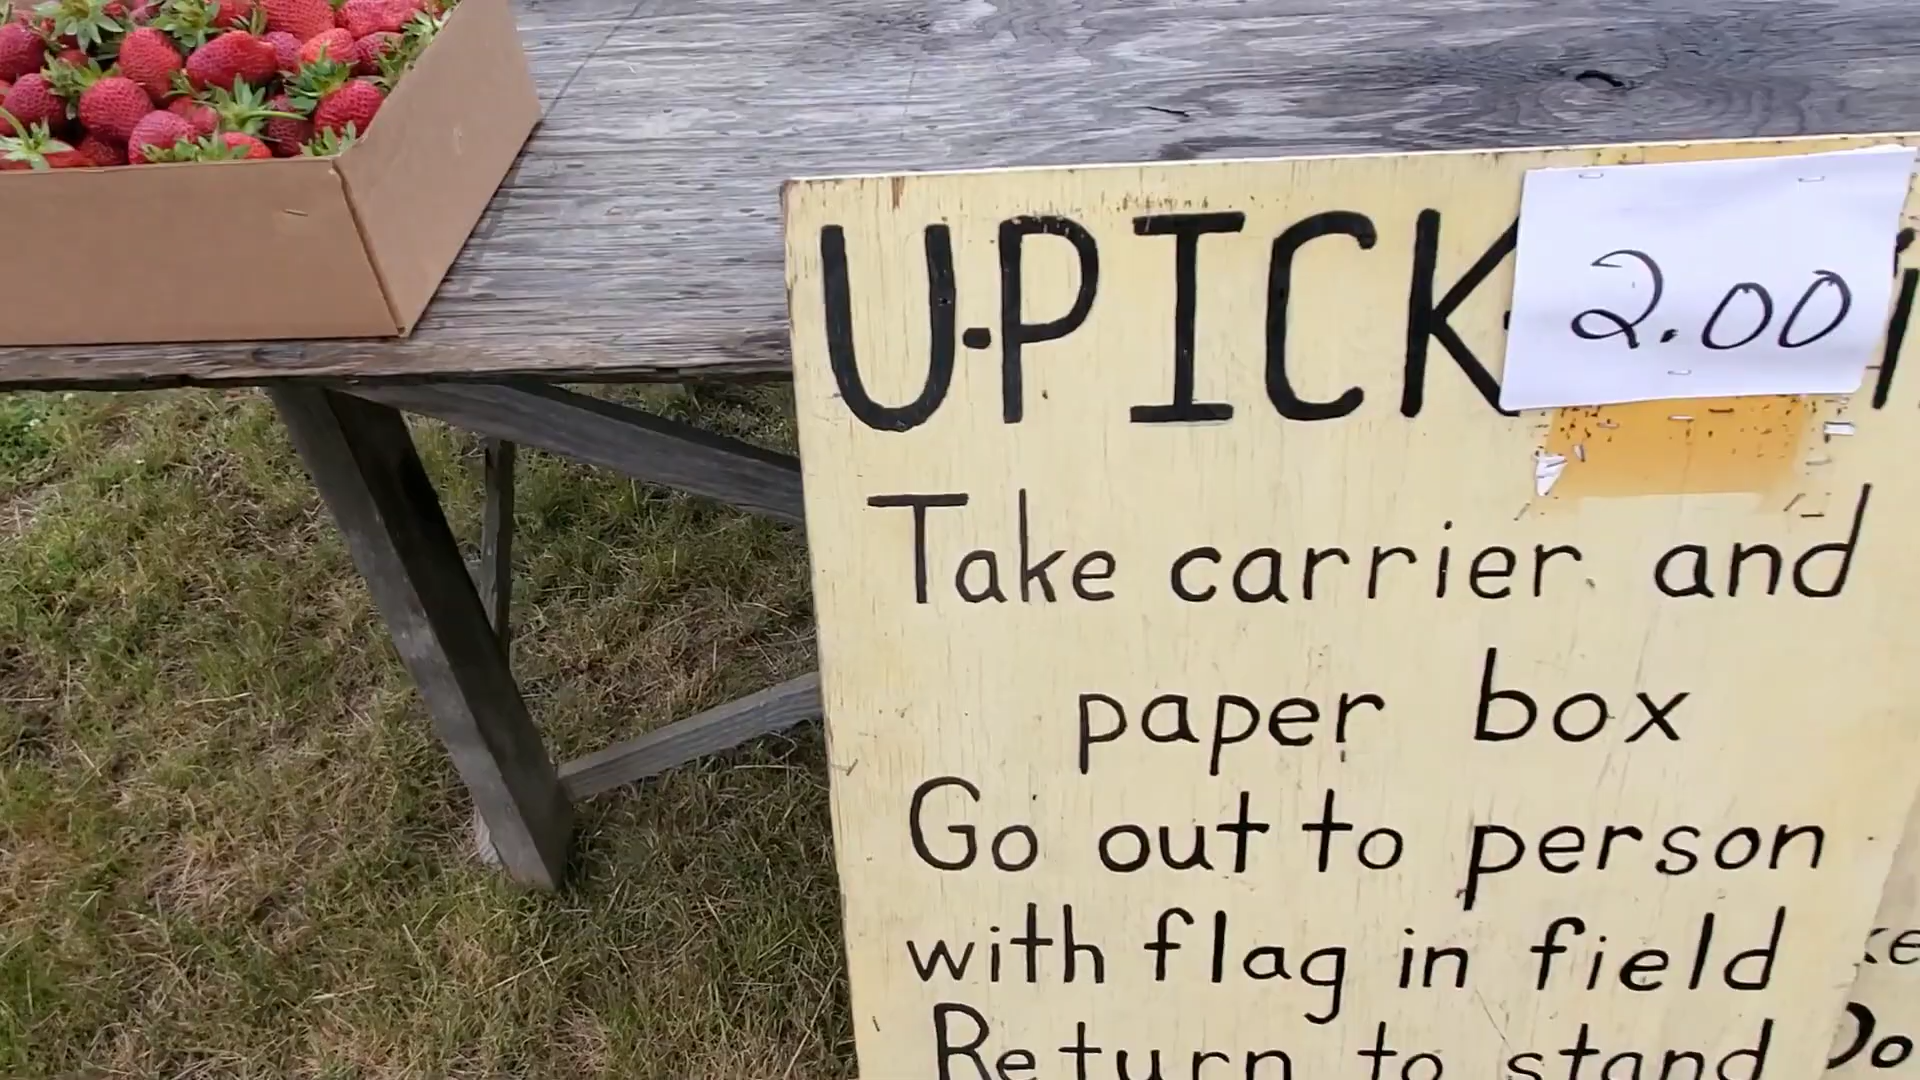 U-PICK 2.00
Take carrier and
paper box
Go out to person
with flag in field
Return to stand